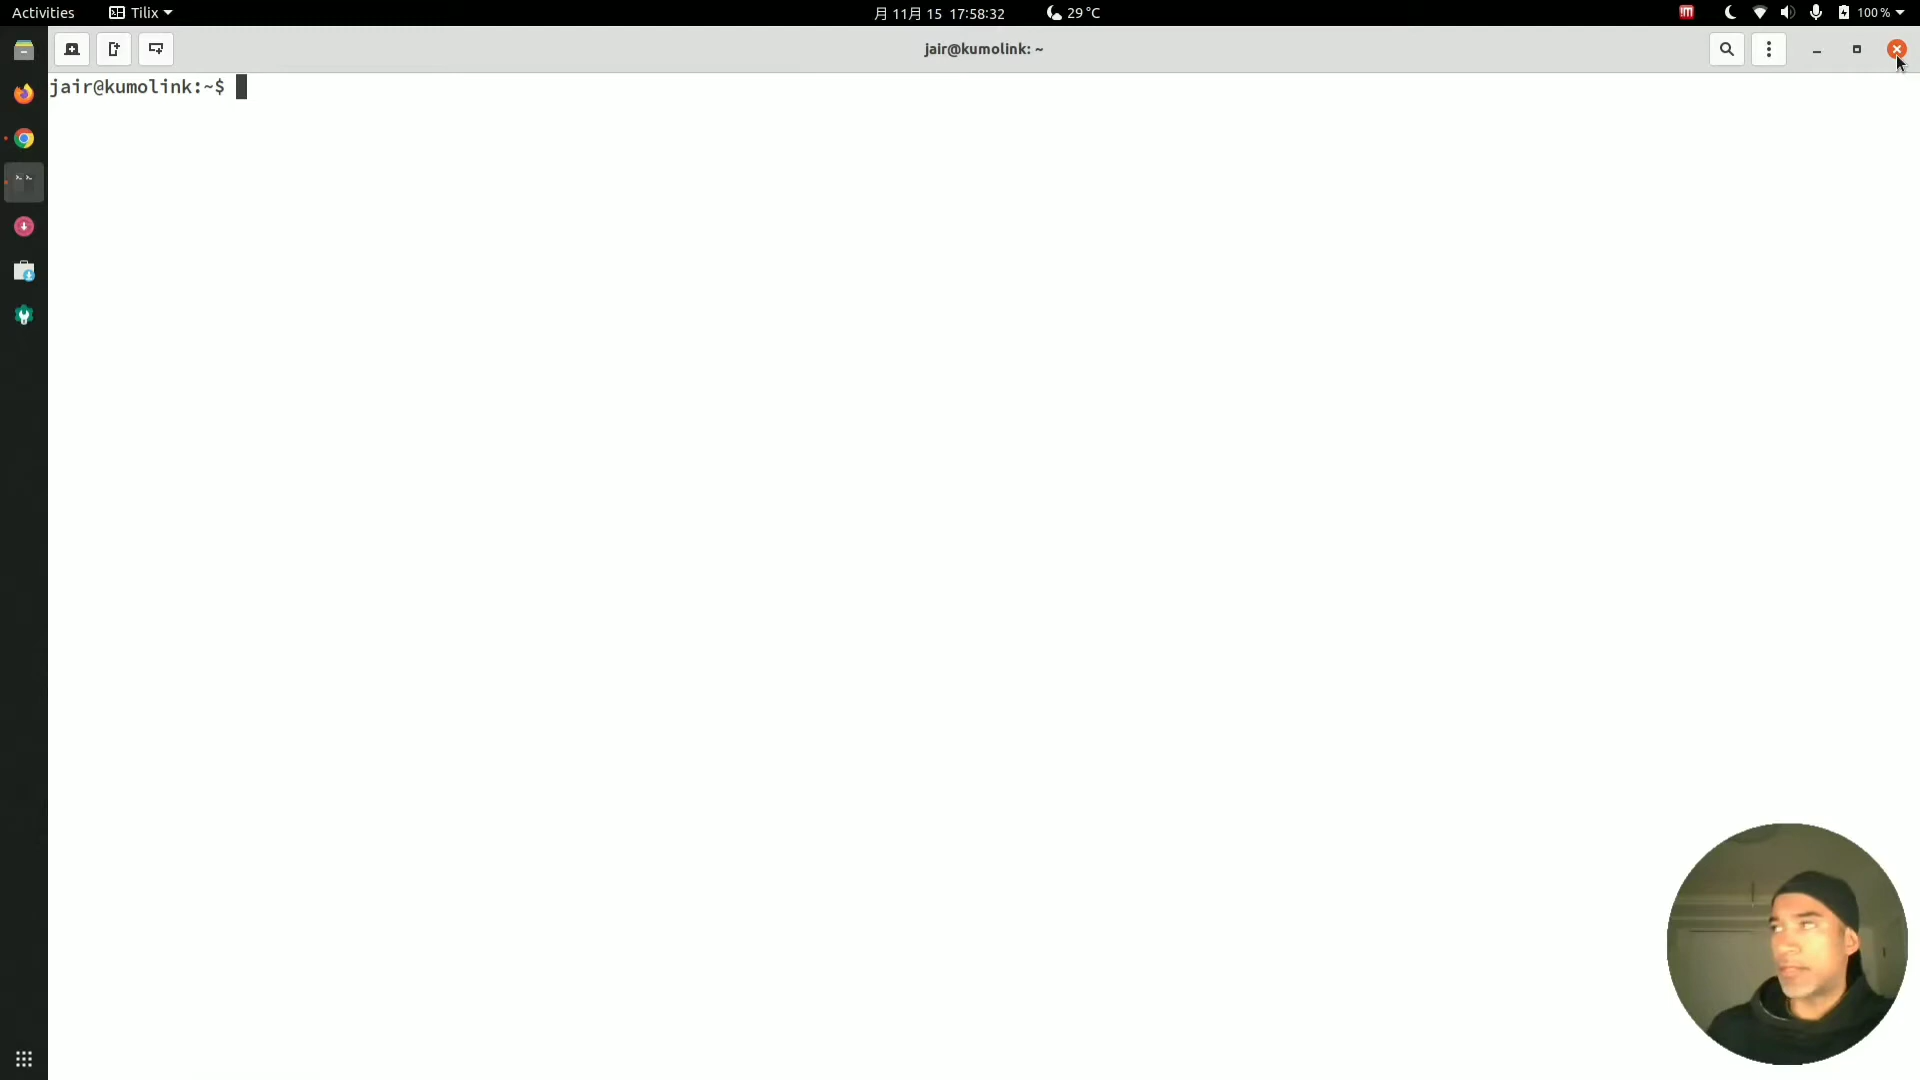 Activities
Tilix
月 11月 15 17:58:32
29 °C
100 %
jair@kumolink: ~
jair@kumolink:~$